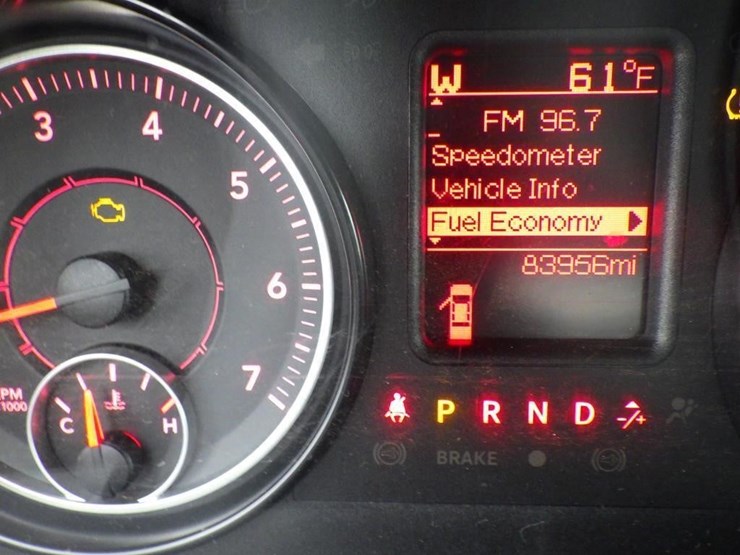 W 61°F
FM 96.7
Speedometer
Vehicle Info
Fuel Economy
83956mi
3
4
5
6
7
PM
1000
C H
P R N D -/+
BRAKE